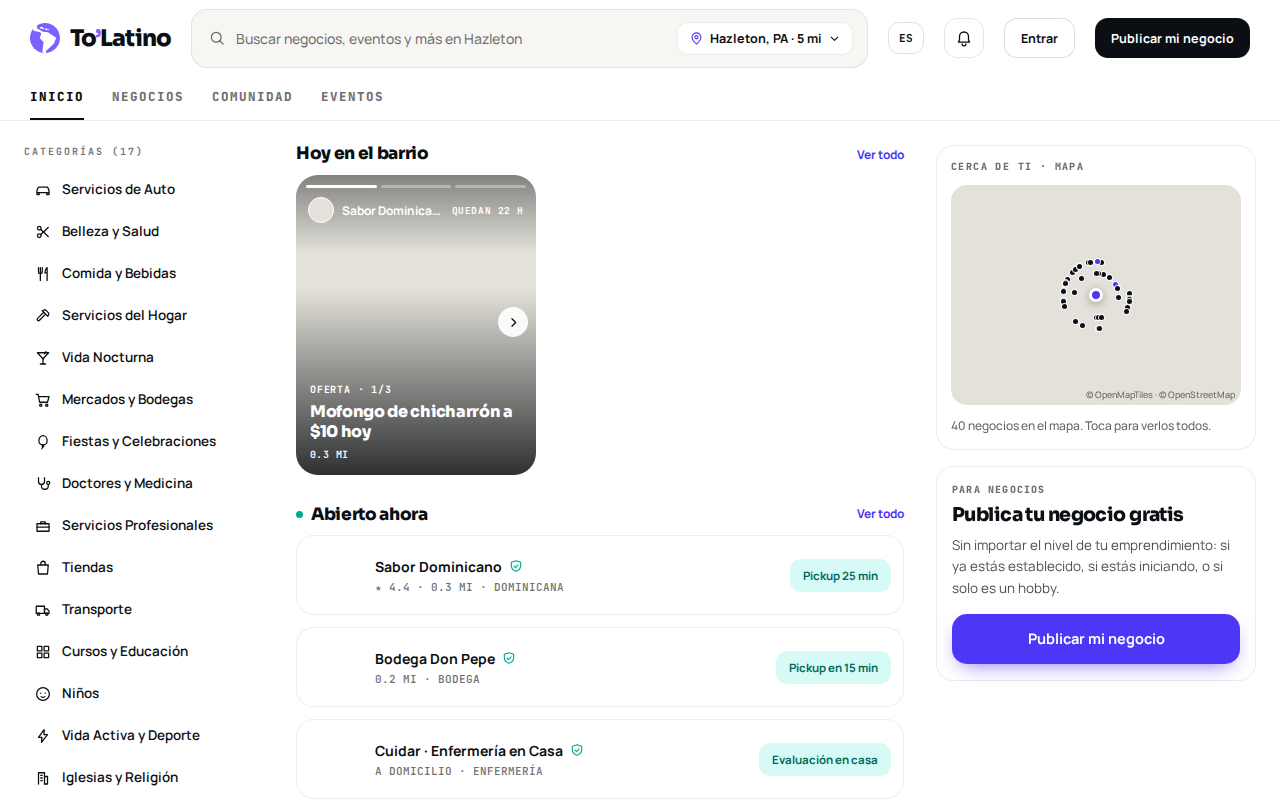 To'Latino
Buscar negocios, eventos y más en Hazleton
Hazleton, PA · 5 mi
ES
Entrar
Publicar mi negocio
INICIO
NEGOCIOS
COMUNIDAD
EVENTOS
CATEGORÍAS (17)
Servicios de Auto
Belleza y Salud
Comida y Bebidas
Servicios del Hogar
Vida Nocturna
Mercados y Bodegas
Fiestas y Celebraciones
Doctores y Medicina
Servicios Profesionales
Tiendas
Transporte
Cursos y Educación
Niños
Vida Activa y Deporte
Iglesias y Religión
Hoy en el barrio
Ver todo
Sabor Dominica...
QUEDAN 22 H
OFERTA · 1/3
Mofongo de chicharrón a
$10 hoy
0.3 MI
Abierto ahora
Ver todo
Sabor Dominicano
★ 4.4 · 0.3 MI · DOMINICANA
Pickup 25 min
Bodega Don Pepe
0.2 MI · BODEGA
Pickup en 15 min
Cuidar · Enfermería en Casa
A DOMICILIO · ENFERMERÍA
Evaluación en casa
CERCA DE TI · MAPA
© OpenMapTiles · © OpenStreetMap
40 negocios en el mapa. Toca para verlos todos.
PARA NEGOCIOS
Publica tu negocio gratis
Sin importar el nivel de tu emprendimiento: si
ya estás establecido, si estás iniciando, o si
solo es un hobby.
Publicar mi negocio